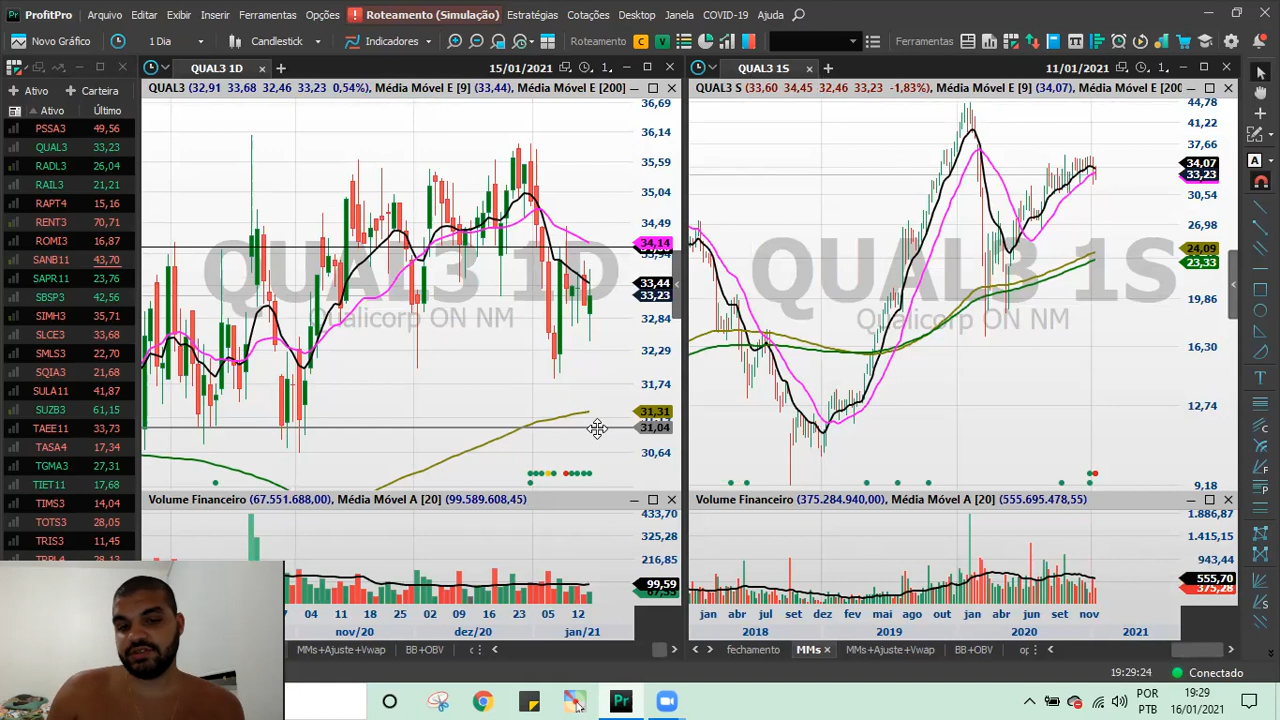 ProfitPro
Arquivo Editar Exibir Inserir Ferramentas Opções ! Roteamento (Simulação) Estratégias Cotações Desktop Janela COVID-19 Ajuda
Novo Gráfico 1 Dia Candlestick Indicadores Roteamento C V Ferramentas
QUAL3 1D 15/01/2021 1
QUAL3 1S 11/01/2021 1
Ativo Carteira
Ativo Último
PSSA3 49,56
QUAL3 33,23
RADL3 26,04
RAIL3 21,21
RAPT4 15,16
RENT3 70,71
ROMI3 16,87
SANB11 43,70
SAPR11 23,76
SBSP3 42,56
SIMH3 35,71
SLCE3 33,68
SMLS3 22,70
SQIA3 21,68
SULA11 41,87
SUZB3 61,15
TAEE11 33,73
TASA4 17,34
TGMA3 27,31
TIET11 17,68
TIMS3 14,04
TOTS3 28,05
TRIS3 11,45
TRPL4 28,13
QUAL3 (32,91 33,68 32,46 33,23 0,54%), Média Móvel E [9] (33,44), Média Móvel E [200]
QUAL3 1D
Qualicorp ON NM
36,69
36,14
35,59
35,04
34,49
34,14
33,94
33,44
33,23
32,84
32,29
31,74
31,31
31,04
30,64
Volume Financeiro (67.551.688,00), Média Móvel A [20] (99.589.608,45)
433,70
325,28
216,85
99,59
04 11 18 25 02 09 16 23 05 12
nov/20 dez/20 jan/21
MMs+Ajuste+Vwap BB+OBV
QUAL3 S (33,60 34,45 32,46 33,23 -1,83%), Média Móvel E [9] (34,07), Média Móvel E [200
QUAL3 1S
Qualicorp ON NM
44,78
41,22
37,66
34,07
33,23
30,54
26,98
24,09
23,33
19,86
16,30
12,74
9,18
Volume Financeiro (375.284.940,00), Média Móvel A [20] (555.695.478,55)
1.886,87
1.415,15
943,44
555,70
375,28
jan abr jul set dez fev mai ago out jan abr jun set nov
2018 2019 2020 2021
fechamento MMs BB+OBV MMs+Ajuste+Vwap
19:29:24 Conectado
POR
PTB
19:29
16/01/2021